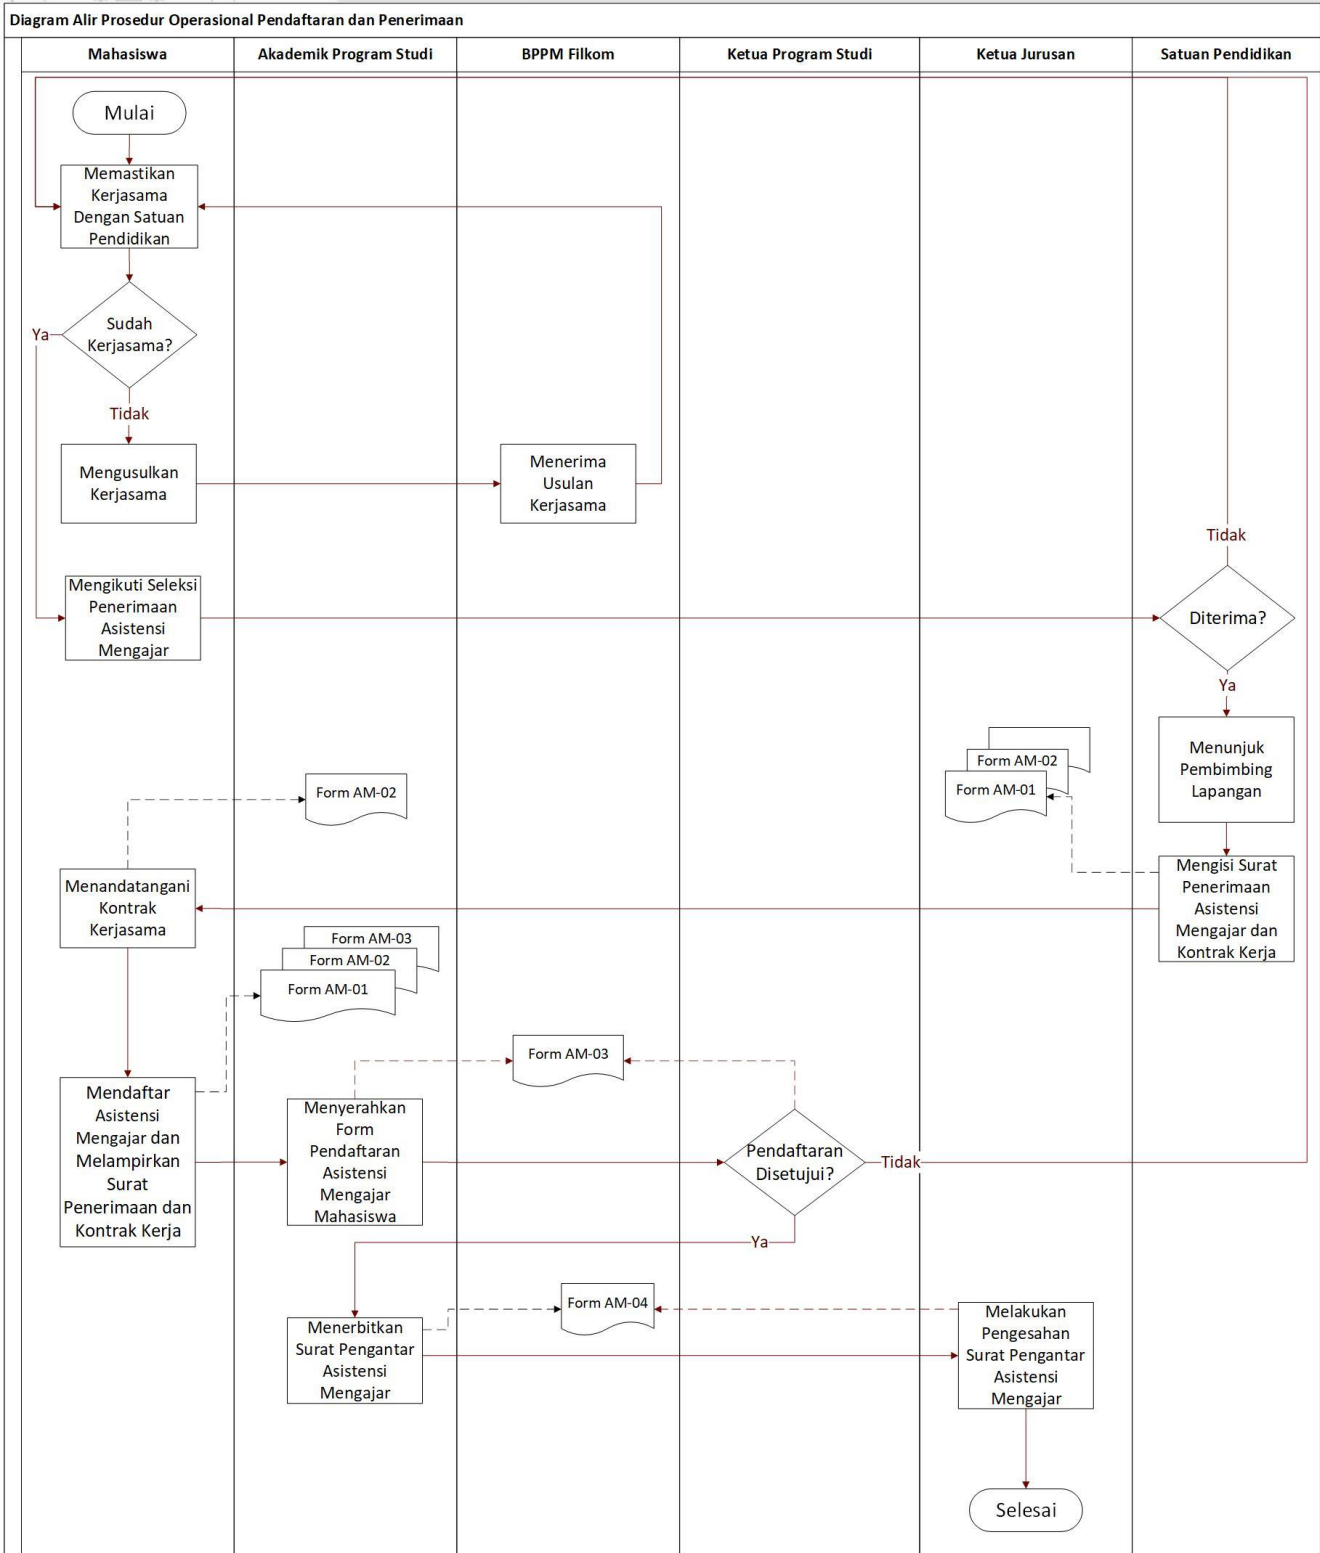 Diagram Alir Prosedur Operasional Pendaftaran dan Penerimaan
Mahasiswa
Akademik Program Studi
BPPM Filkom
Ketua Program Studi
Ketua Jurusan
Satuan Pendidikan
Mulai
Memastikan
Kerjasama
Dengan Satuan
Pendidikan
Sudah
Kerjasama?
Ya
Tidak
Mengusulkan
Kerjasama
Menerima
Usulan
Kerjasama
Mengikuti Seleksi
Penerimaan
Asistensi
Mengajar
Tidak
Diterima?
Ya
Menunjuk
Pembimbing
Lapangan
Form AM-02
Form AM-01
Form AM-02
Mengisi Surat
Penerimaan
Asistensi
Mengajar dan
Kontrak Kerja
Menandatangani
Kontrak
Kerjasama
Form AM-03
Form AM-02
Form AM-01
Mendaftar
Asistensi
Mengajar dan
Melampirkan
Surat
Penerimaan dan
Kontrak Kerja
Form AM-03
Menyerahkan
Form
Pendaftaran
Asistensi
Mengajar
Mahasiswa
Pendaftaran
Disetujui?
Tidak
Ya
Menerbitkan
Surat Pengantar
Asistensi
Mengajar
Form AM-04
Melakukan
Pengesahan
Surat Pengantar
Asistensi
Mengajar
Selesai